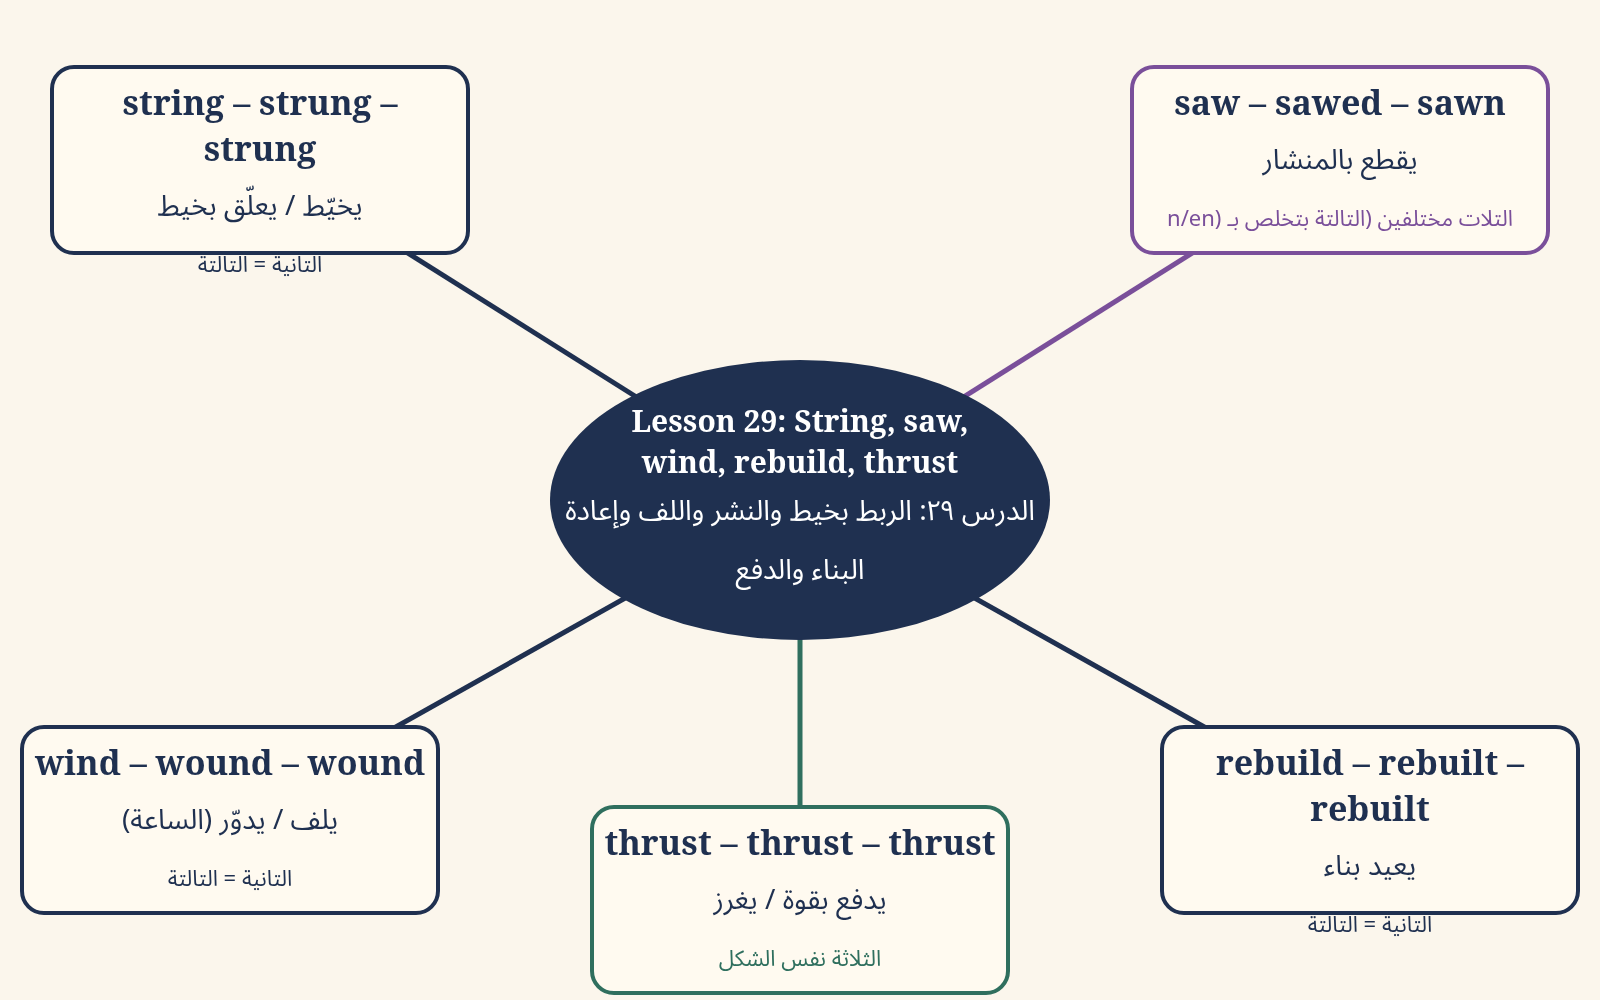 string – strung –
strung
يخيّط / يعلّق بخيط
التانية = التالتة
saw – sawed – sawn
يقطع بالمنشار
التلات مختلفين (التالتة بتخلص بـ n/en)
Lesson 29: String, saw,
wind, rebuild, thrust
الدرس ٢٩: الربط بخيط والنشر واللف وإعادة
البناء والدفع
wind – wound – wound
يلف / يدوّر (الساعة)
التانية = التالتة
thrust – thrust – thrust
يدفع بقوة / يغرز
الثلاثة نفس الشكل
rebuild – rebuilt –
rebuilt
يعيد بناء
التانية = التالتة